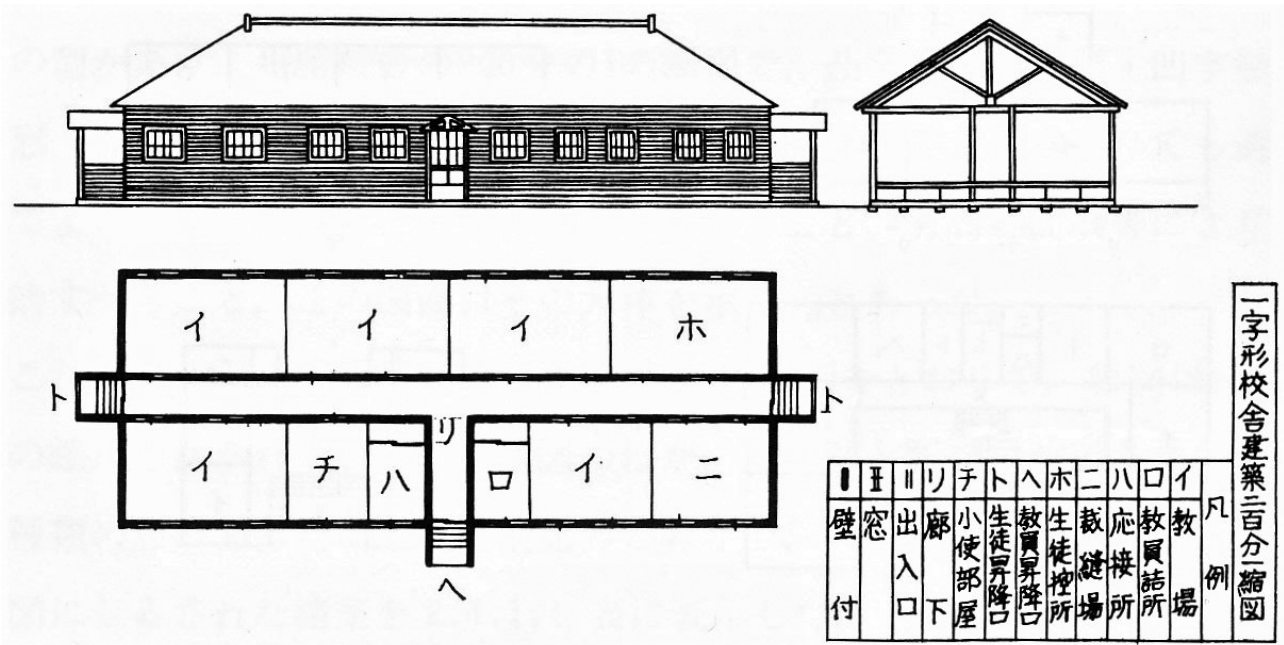 一字形校舎建築二百分一縮図
凡例
イ 教場
ロ 教員詰所
ハ 応接所
ニ 裁縫場
ホ 生徒控所
ヘ 教員昇降口
ト 生徒昇降口
チ 小使部屋
リ 廊下
出入口
窓
壁付
イ イ イ ホ
ト ト
リ
イ チ ハ ロ イ ニ
ヘ